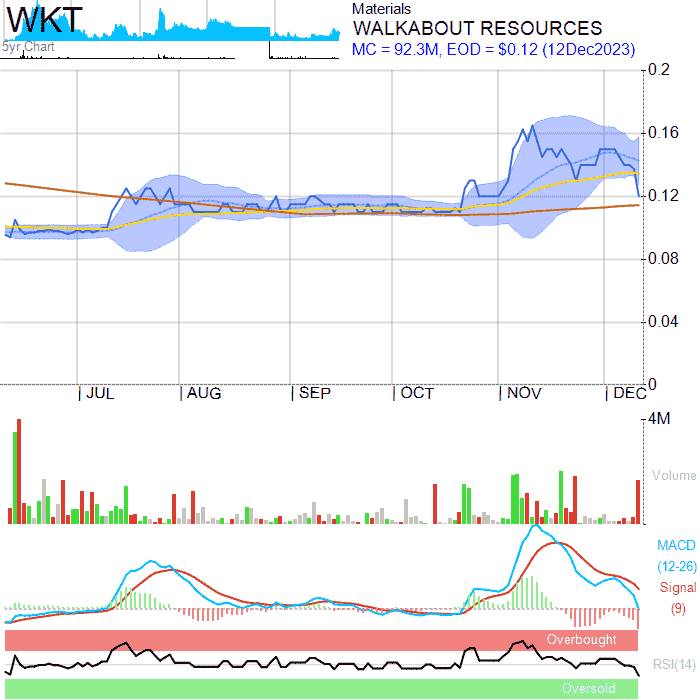 WKT
5yr Chart
Materials
WALKABOUT RESOURCES
MC = 92.3M, EOD = $0.12 (12Dec2023)
0.2
0.16
0.12
0.08
0.04
0
JUL AUG SEP OCT NOV DEC
4M
Volume
MACD
(12-26)
Signal
(9)
Overbought
RSI(14)
Oversold